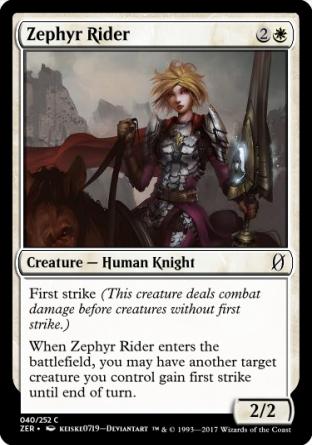 Zephyr Rider 2
Creature — Human Knight
First strike (This creature deals combat
damage before creatures without first
strike.)
When Zephyr Rider enters the
battlefield, you may have another target
creature you control gain first strike
until end of turn.
2/2
040/252 C
ZER • KEISKE0719—DEVIANTART ™ & © 1993—2017 Wizards of the Coast